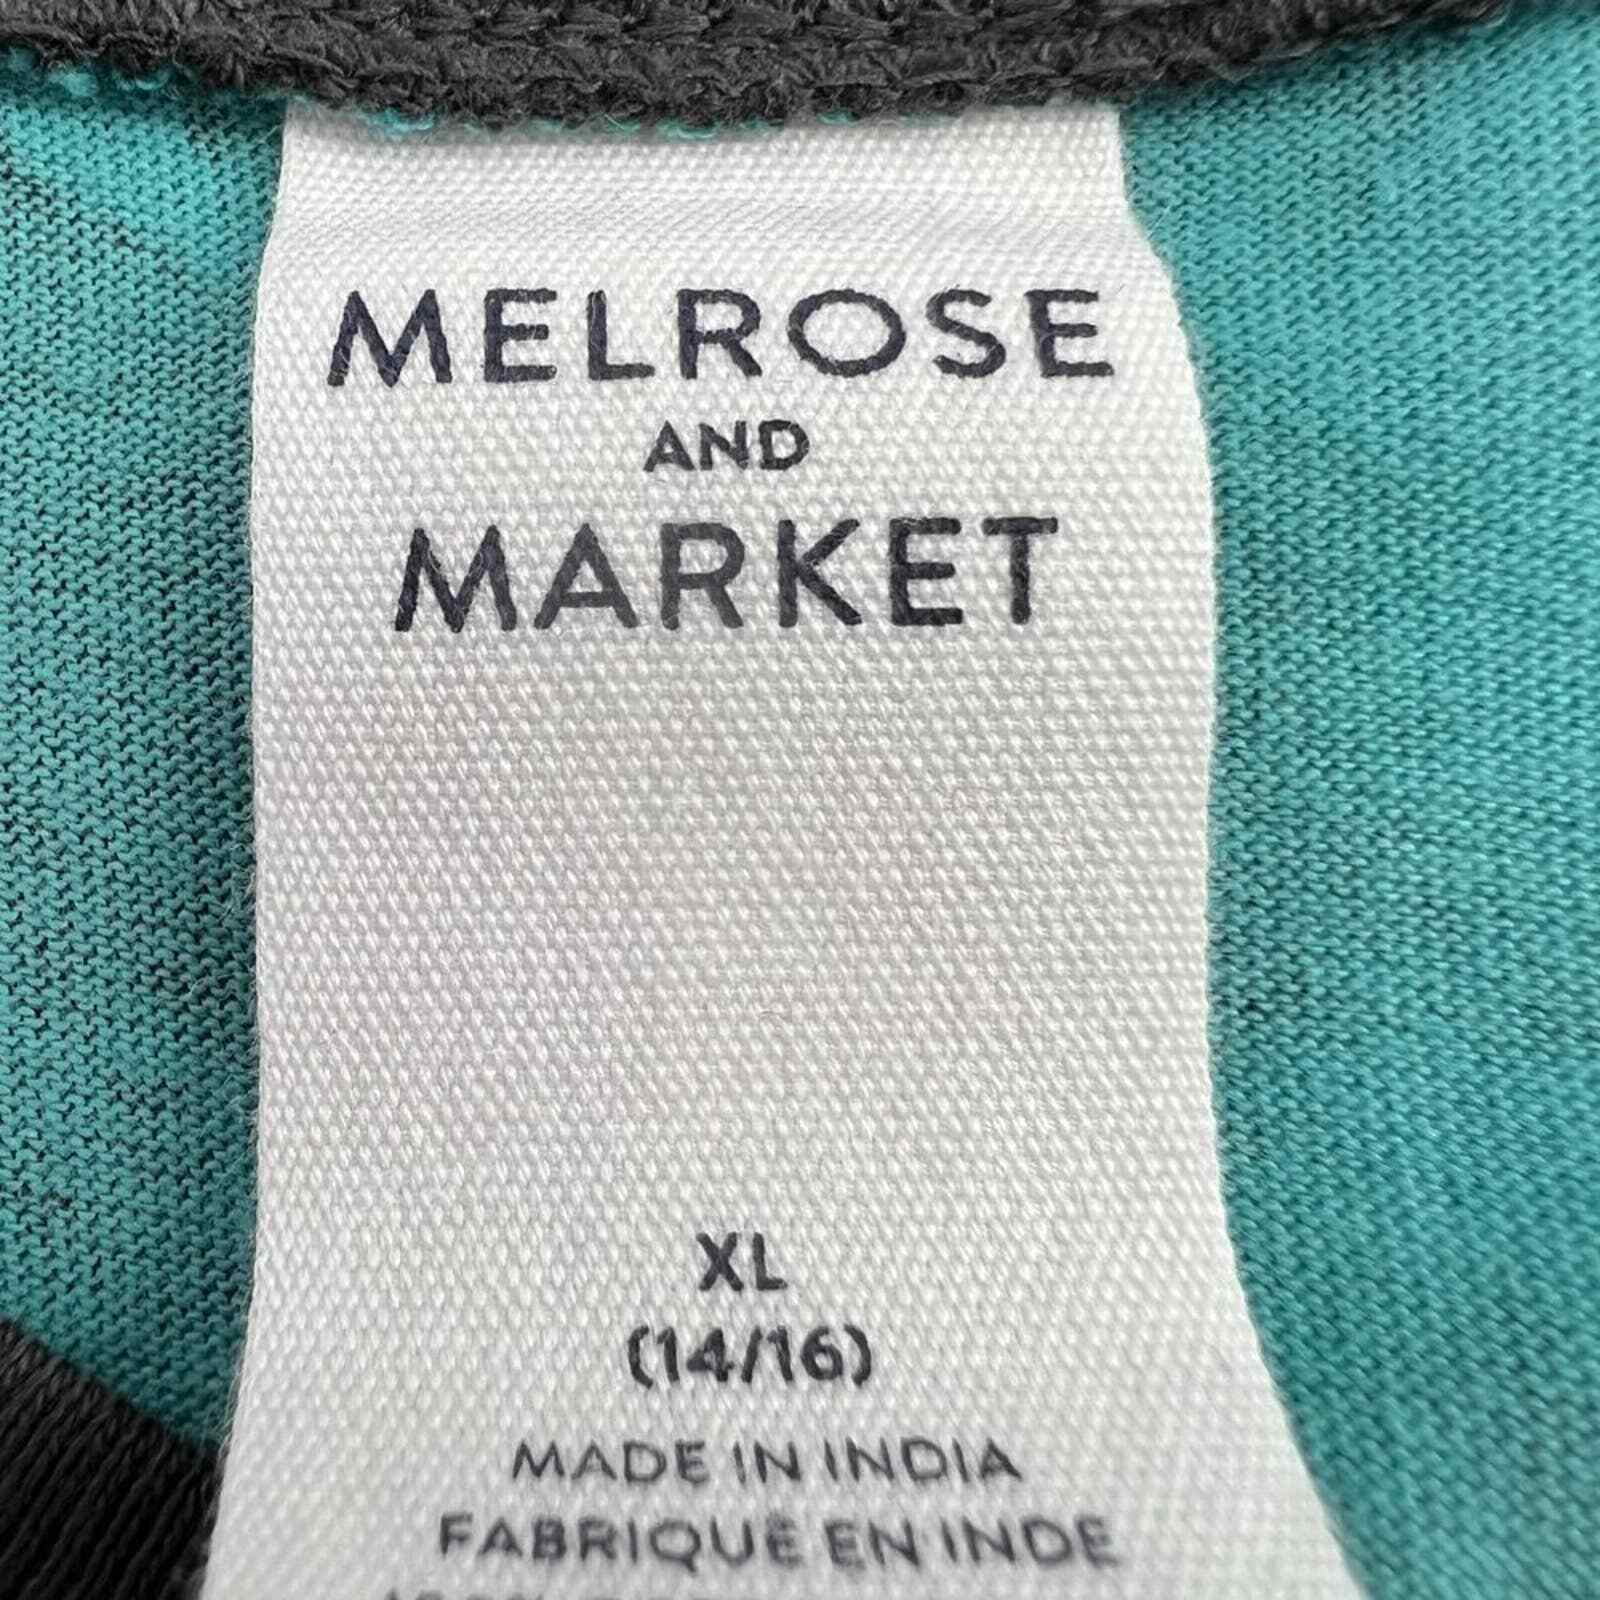 MELROSE
AND
MARKET
XL
(14/16)
MADE IN INDIA
FABRIQUÉ EN INDE